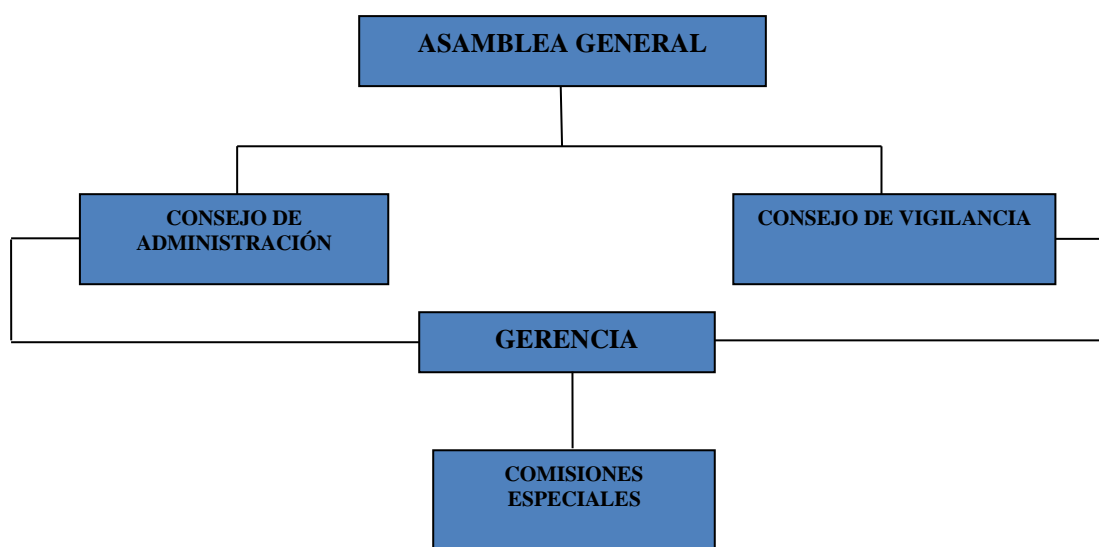 ASAMBLEA GENERAL
CONSEJO DE
ADMINISTRACIÓN
CONSEJO DE VIGILANCIA
GERENCIA
COMISIONES
ESPECIALES